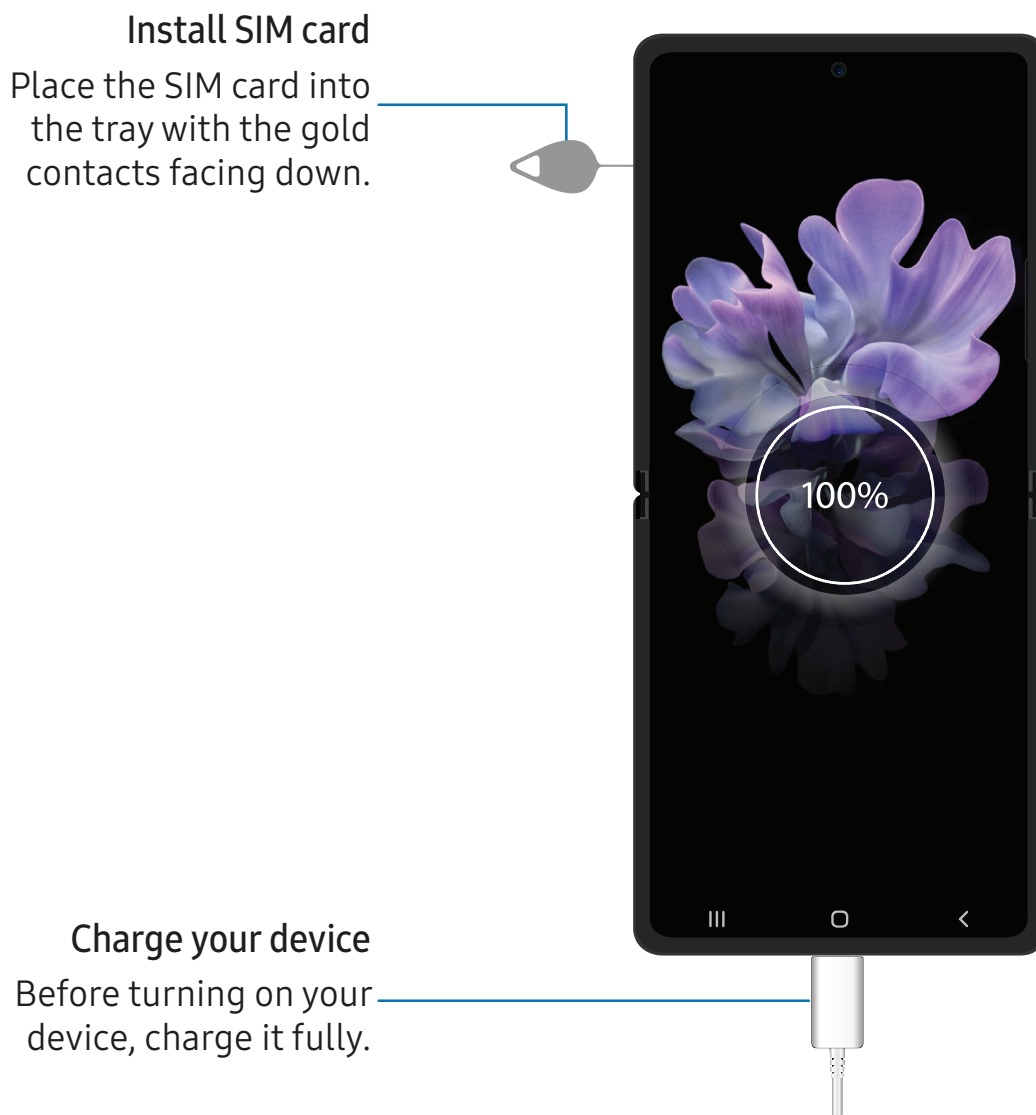 Install SIM card
Place the SIM card into
the tray with the gold
contacts facing down.
100%
Charge your device
Before turning on your
device, charge it fully.